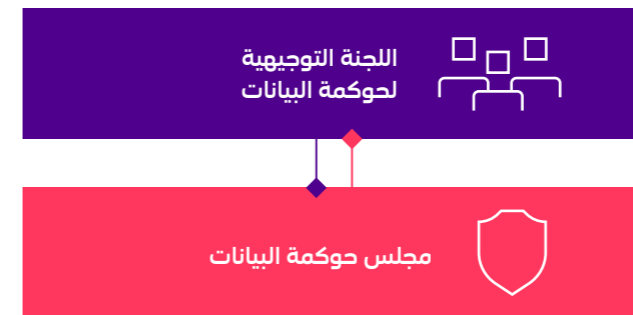 اللجنة التوجيهية
لحوكمة البيانات
مجلس حوكمة البيانات